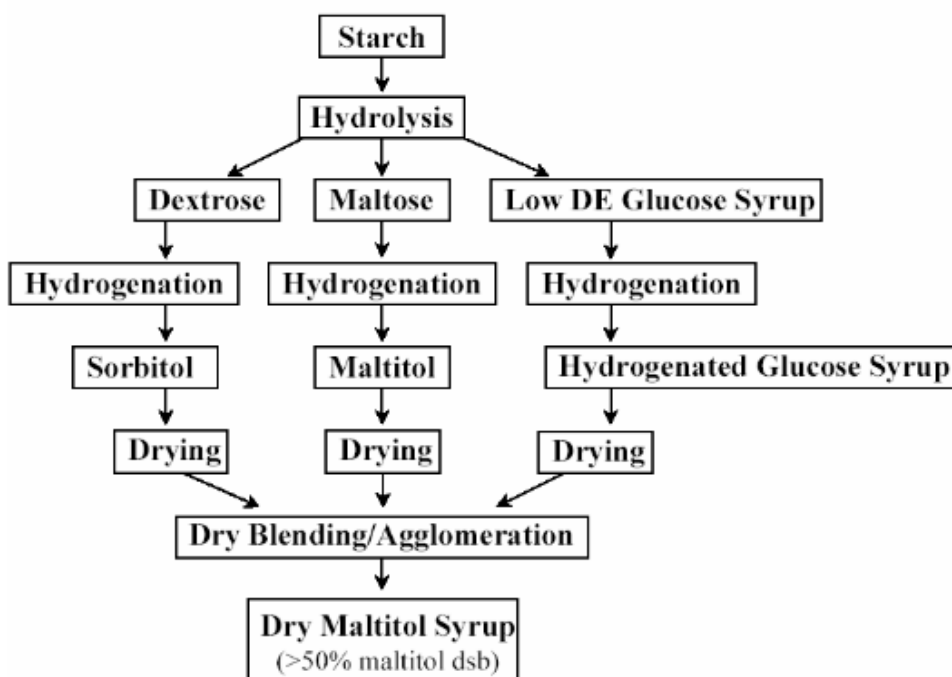 Starch
Hydrolysis
Dextrose
Maltose
Low DE Glucose Syrup
Hydrogenation
Hydrogenation
Hydrogenation
Sorbitol
Maltitol
Hydrogenated Glucose Syrup
Drying
Drying
Drying
Dry Blending/Agglomeration
Dry Maltitol Syrup
(>50% maltitol dsb)